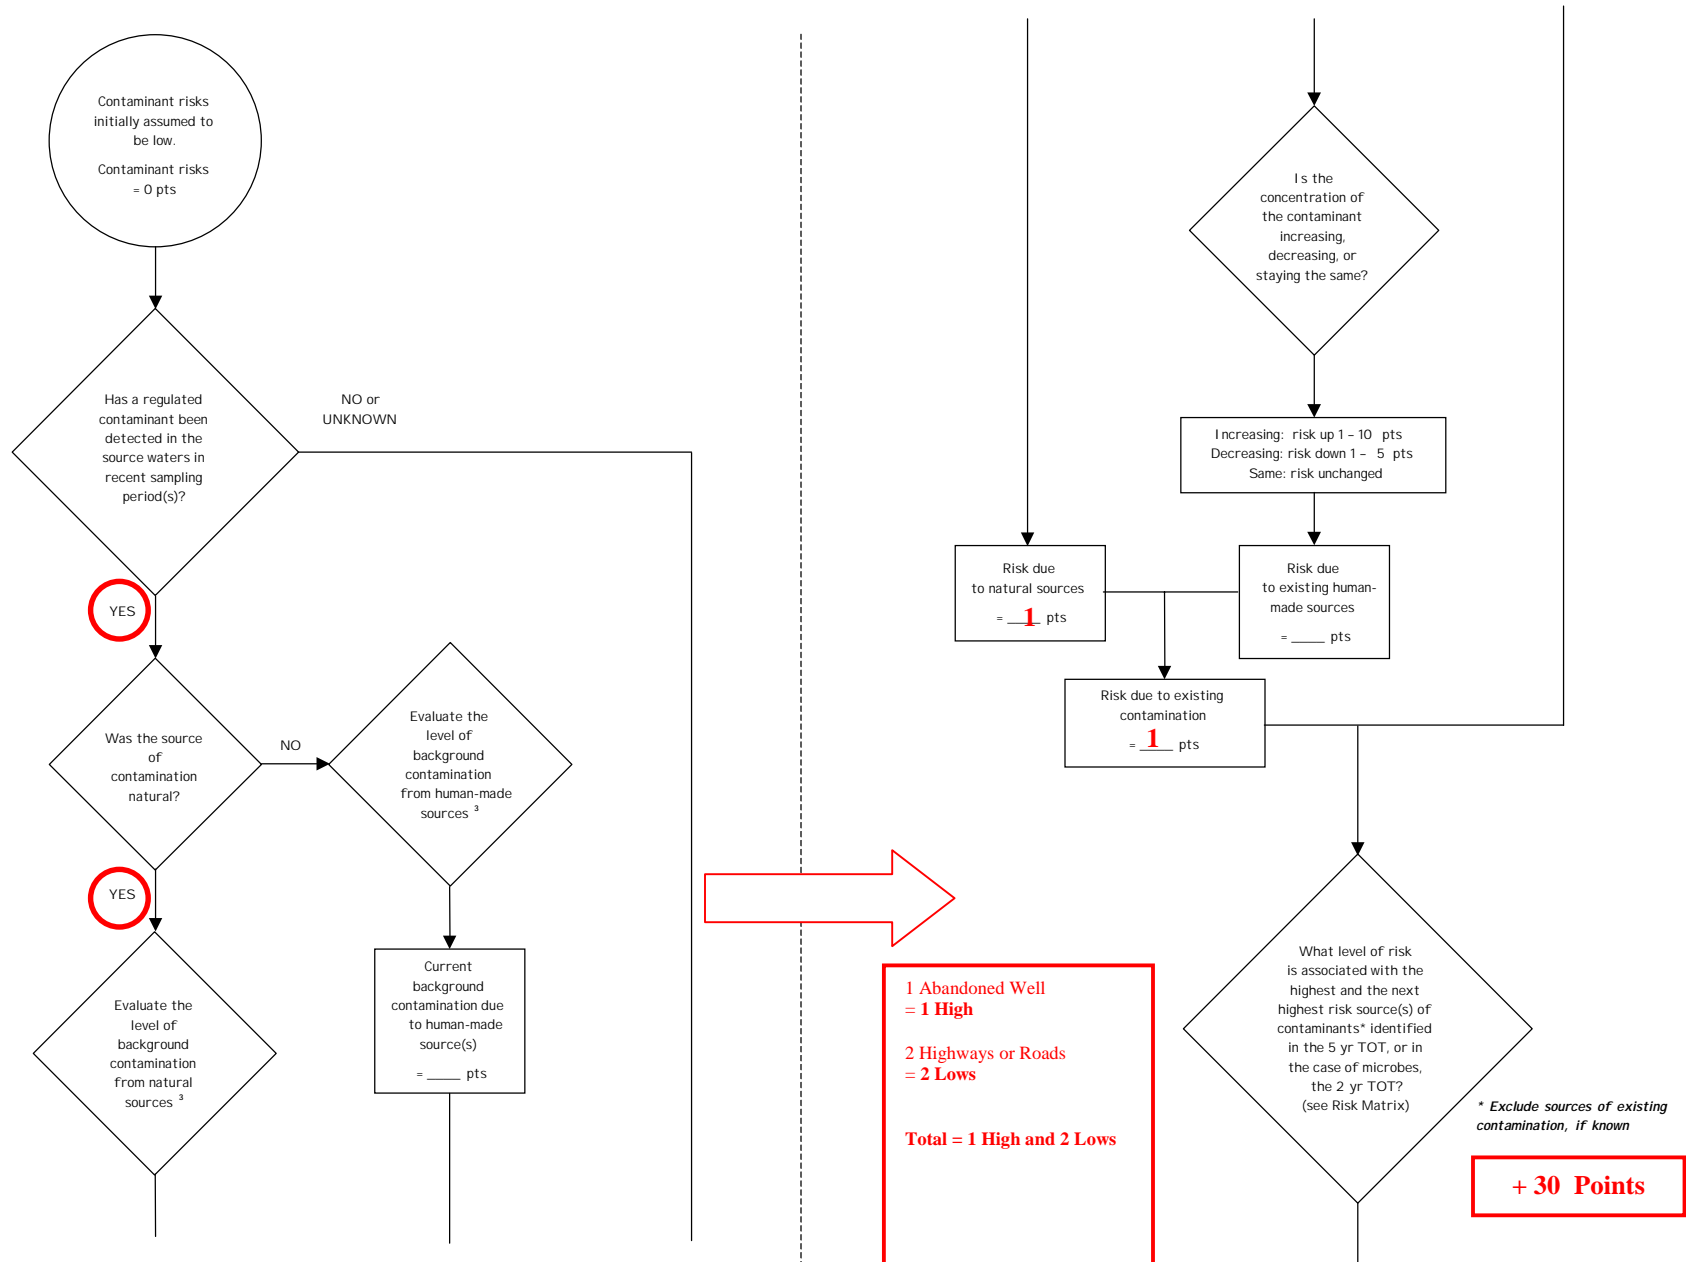 Contaminant risks
initially assumed to
be low.
Contaminant risks
= 0 pts
Has a regulated
contaminant been
detected in the
source waters in
recent sampling
period(s)?
NO or
UNKNOWN
YES
Was the source
of
contamination
natural?
NO
Evaluate the
level of
background
contamination
from human-made
sources ³
YES
Evaluate the
level of
background
contamination
from natural
sources ³
Current
background
contamination due
to human-made
source(s)
= _____ pts
Is the
concentration of
the contaminant
increasing,
decreasing, or
staying the same?
Increasing: risk up 1 – 10 pts
Decreasing: risk down 1 – 5 pts
Same: risk unchanged
Risk due
to natural sources
= __1__ pts
Risk due
to existing human-
made sources
= _____ pts
Risk due to existing
contamination
= __1__ pts
1 Abandoned Well
= 1 High
2 Highways or Roads
= 2 Lows
Total = 1 High and 2 Lows
What level of risk
is associated with the
highest and the next
highest risk source(s) of
contaminants* identified
in the 5 yr TOT, or in
the case of microbes,
the 2 yr TOT?
(see Risk Matrix)
* Exclude sources of existing
contamination, if known
+ 30 Points